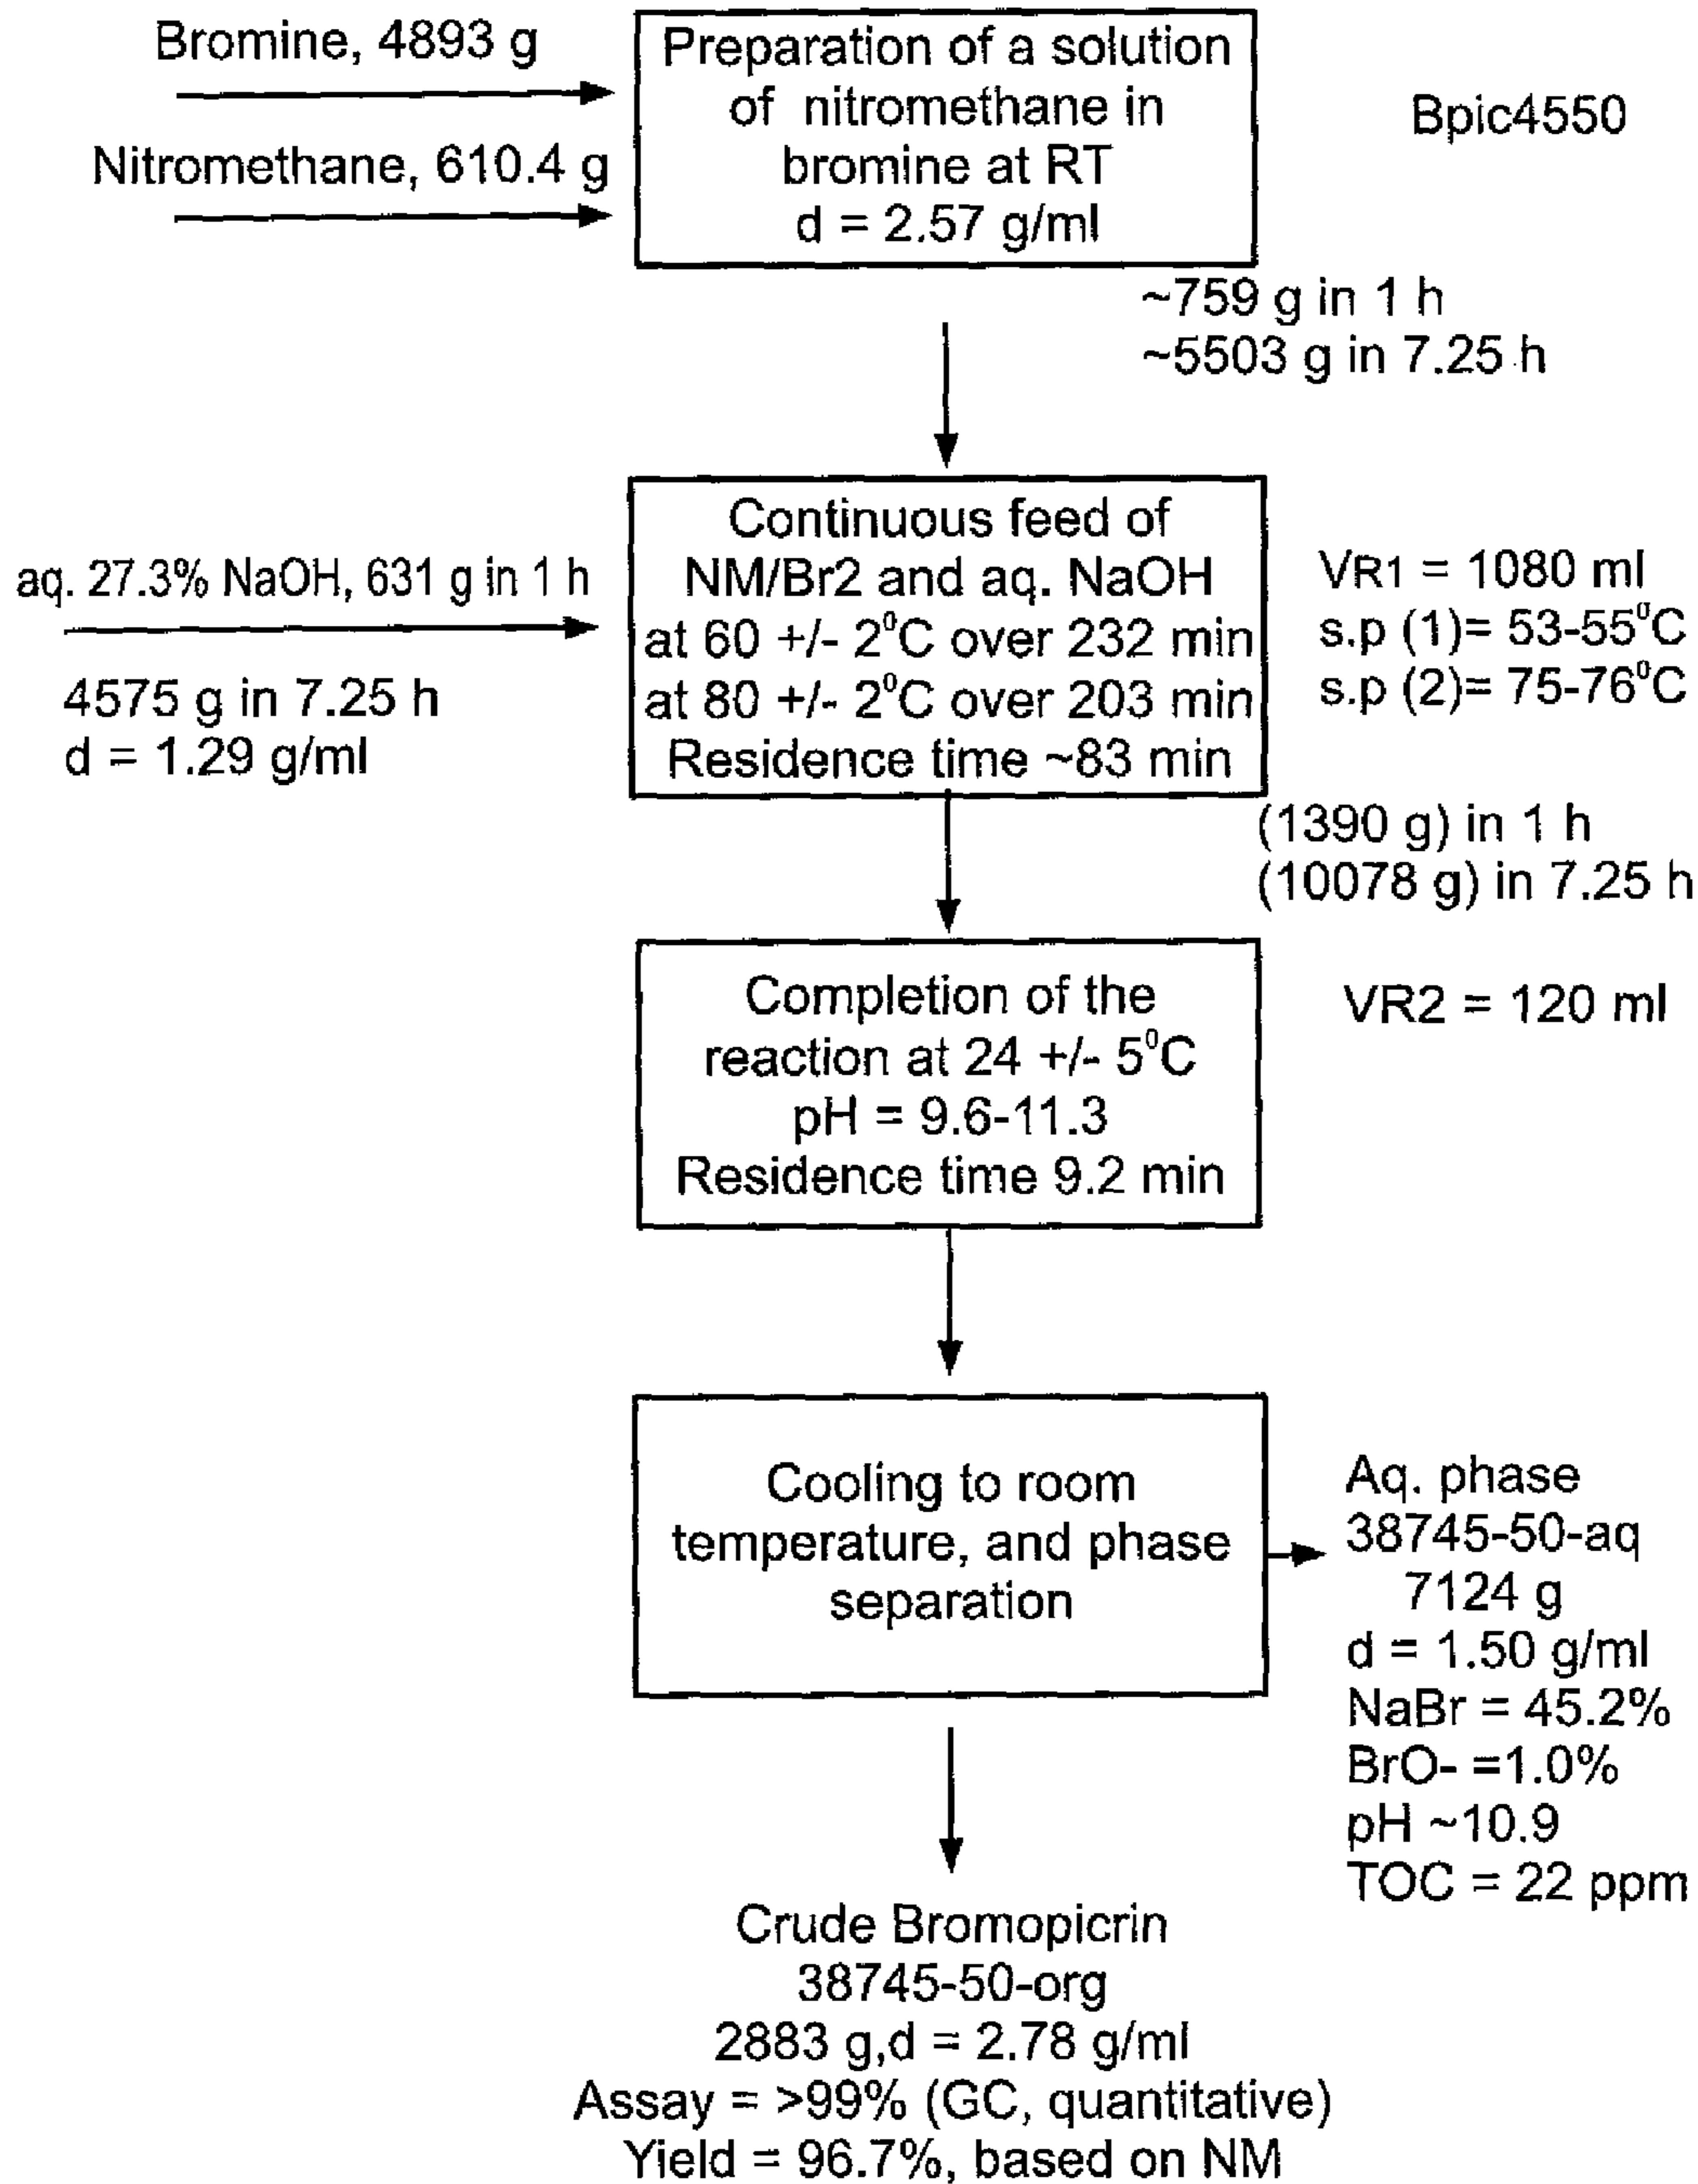 Bromine, 4893 g
Nitromethane, 610.4 g
Preparation of a solution
of nitromethane in
bromine at RT
d = 2.57 g/ml
Bpic4550
~759 g in 1 h
~5503 g in 7.25 h
aq. 27.3% NaOH, 631 g in 1 h
4575 g in 7.25 h
d = 1.29 g/ml
Continuous feed of
NM/Br2 and aq. NaOH
at 60 +/- 2⁰C over 232 min
at 80 +/- 2⁰C over 203 min
Residence time ~83 min
VR1 = 1080 ml
s.p (1)= 53-55⁰C
s.p (2)= 75-76⁰C
(1390 g) in 1 h
(10078 g) in 7.25 h
Completion of the
reaction at 24 +/- 5⁰C
pH = 9.6-11.3
Residence time 9.2 min
VR2 = 120 ml
Cooling to room
temperature, and phase
separation
Aq. phase
38745-50-aq
7124 g
d = 1.50 g/ml
NaBr = 45.2%
BrO- =1.0%
pH ~10.9
TOC = 22 ppm
Crude Bromopicrin
38745-50-org
2883 g,d = 2.78 g/ml
Assay = >99% (GC, quantitative)
Yield = 96.7%, based on NM